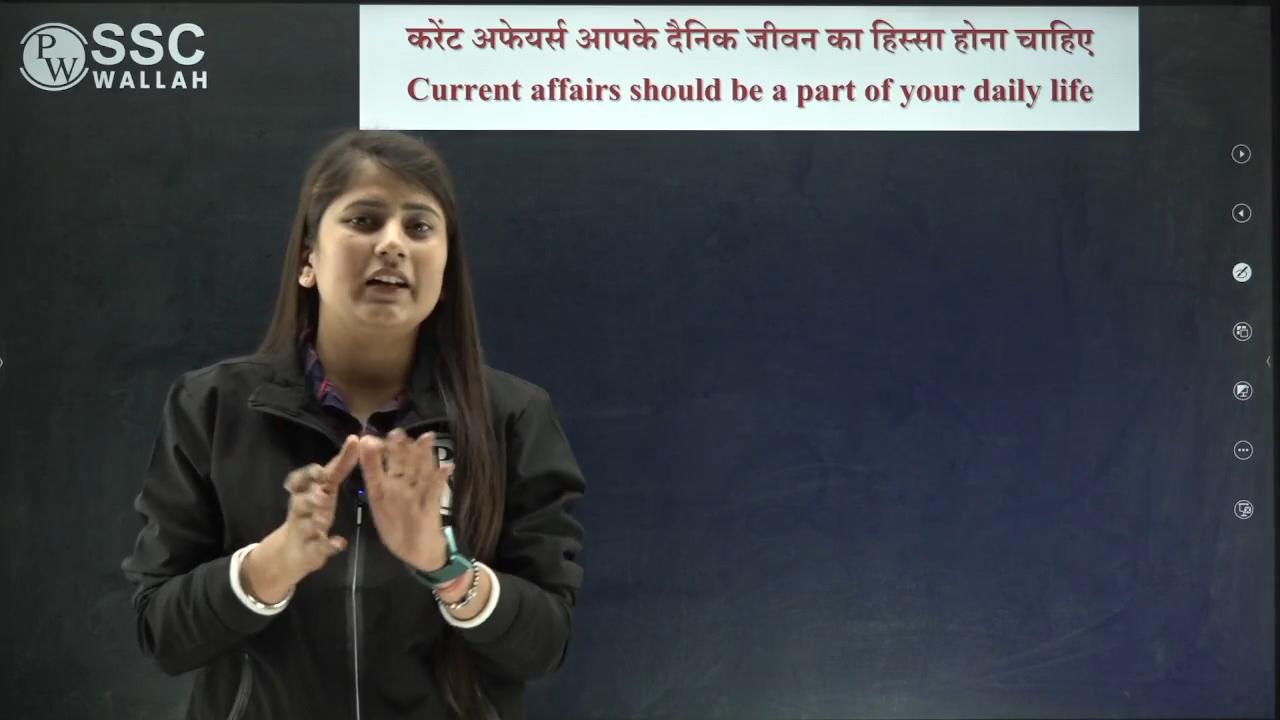 PW
SSC
WALLAH
करेंट अफेयर्स आपके दैनिक जीवन का हिस्सा होना चाहिए
Current affairs should be a part of your daily life
P